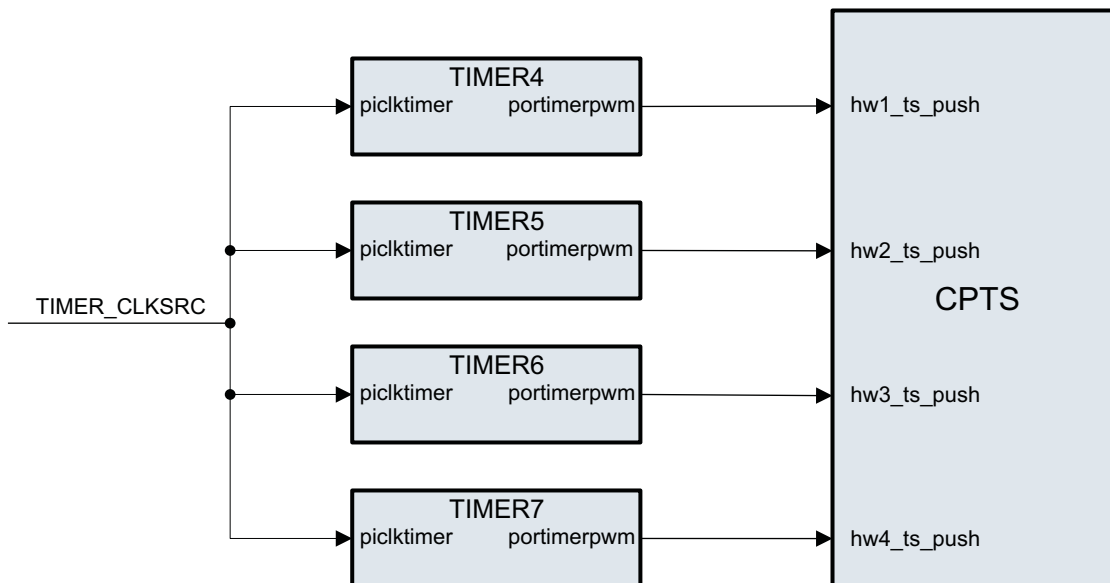 TIMER4
piclktimer portimerpwm
hw1_ts_push
TIMER5
piclktimer portimerpwm
hw2_ts_push
CPTS
TIMER_CLKSRC
TIMER6
piclktimer portimerpwm
hw3_ts_push
TIMER7
piclktimer portimerpwm
hw4_ts_push